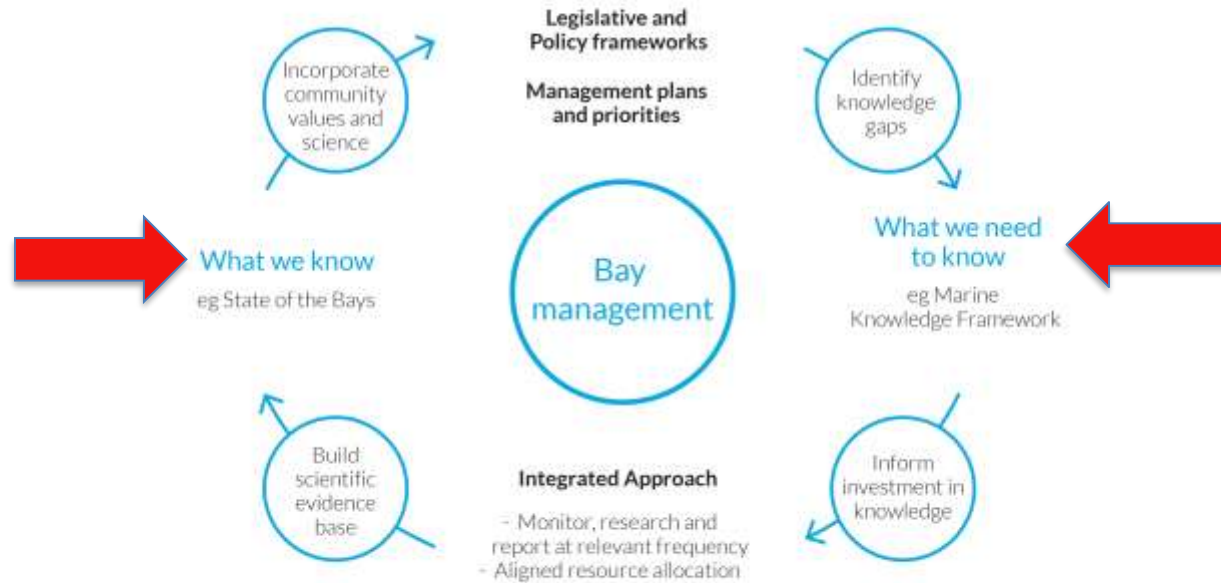 Legislative and
Policy frameworks
Management plans
and priorities
Incorporate
community
values and
science
Identify
knowledge
gaps
What we know
eg State of the Bays
Bay
management
What we need
to know
eg Marine
Knowledge Framework
Build
scientific
evidence
base
Integrated Approach
- Monitor, research and
report at relevant frequency
- Aligned resource allocation
Inform
investment in
knowledge